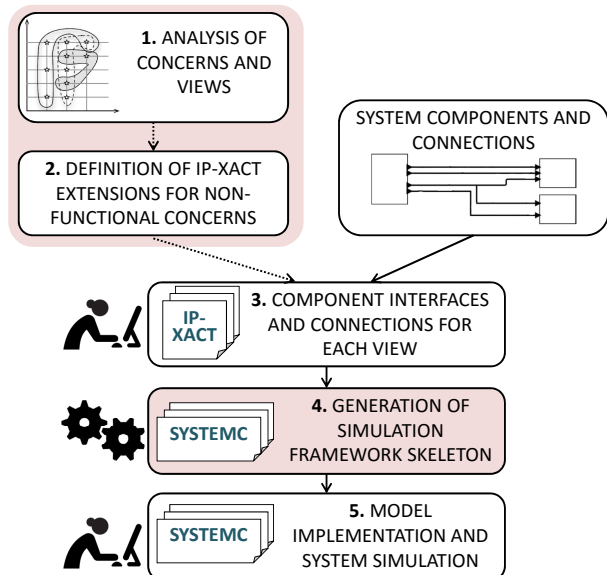 1. ANALYSIS OF
CONCERNS AND
VIEWS
2. DEFINITION OF IP-XACT
EXTENSIONS FOR NON-
FUNCTIONAL CONCERNS
SYSTEM COMPONENTS AND
CONNECTIONS
IP-
XACT
3. COMPONENT INTERFACES
AND CONNECTIONS FOR
EACH VIEW
SYSTEMC
4. GENERATION OF
SIMULATION
FRAMEWORK SKELETON
SYSTEMC
5. MODEL
IMPLEMENTATION AND
SYSTEM SIMULATION